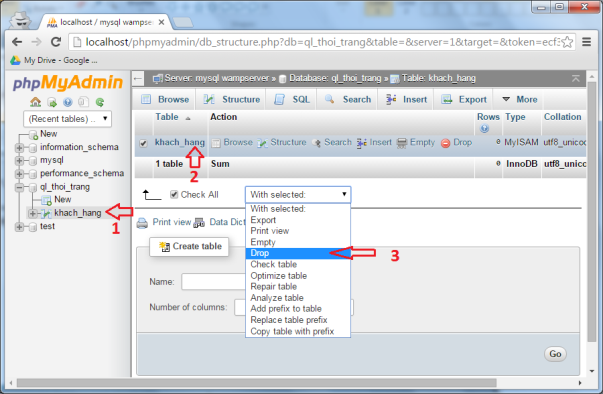 localhost / mysql wampser
localhost/phpmyadmin/db_structure.php?db=ql_thoi_trang&table=&server=1&target=&token=ecf3
My Drive - Google ...
phpMyAdmin
(Recent tables) ...
New
information_schema
mysql
performance_schema
ql_thoi_trang
New
khach_hang
test
1
Server: mysql wampserver » Database: ql_thoi_trang » Table: khach_hang
Browse Structure SQL Search Insert Export More
Table Action Rows Type Collation
khach_hang Browse Structure Search Insert Empty Drop 0 MyISAM utf8_unico
1 table Sum 0 InnoDB utf8_unico
2
Check All With selected:
With selected:
Export
Print view
Empty
Drop
Check table
Optimize table
Repair table
Analyze table
Add prefix to table
Replace table prefix
Copy table with prefix
3
Print view Data Dict
Create table
Name:
Number of columns:
Go